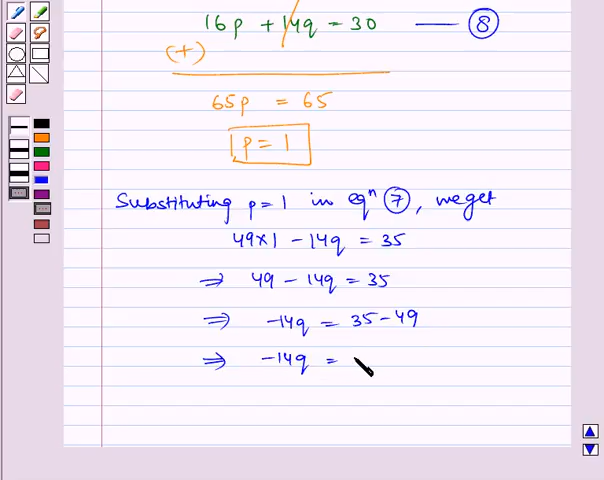 16p + 14q = 30 —— ⑧
(+)
65p = 65
p = 1
Substituting p=1 in eqⁿ ⑦, we get
49×1 - 14q = 35
⇒ 49 - 14q = 35
⇒ -14q = 35 - 49
⇒ -14q =